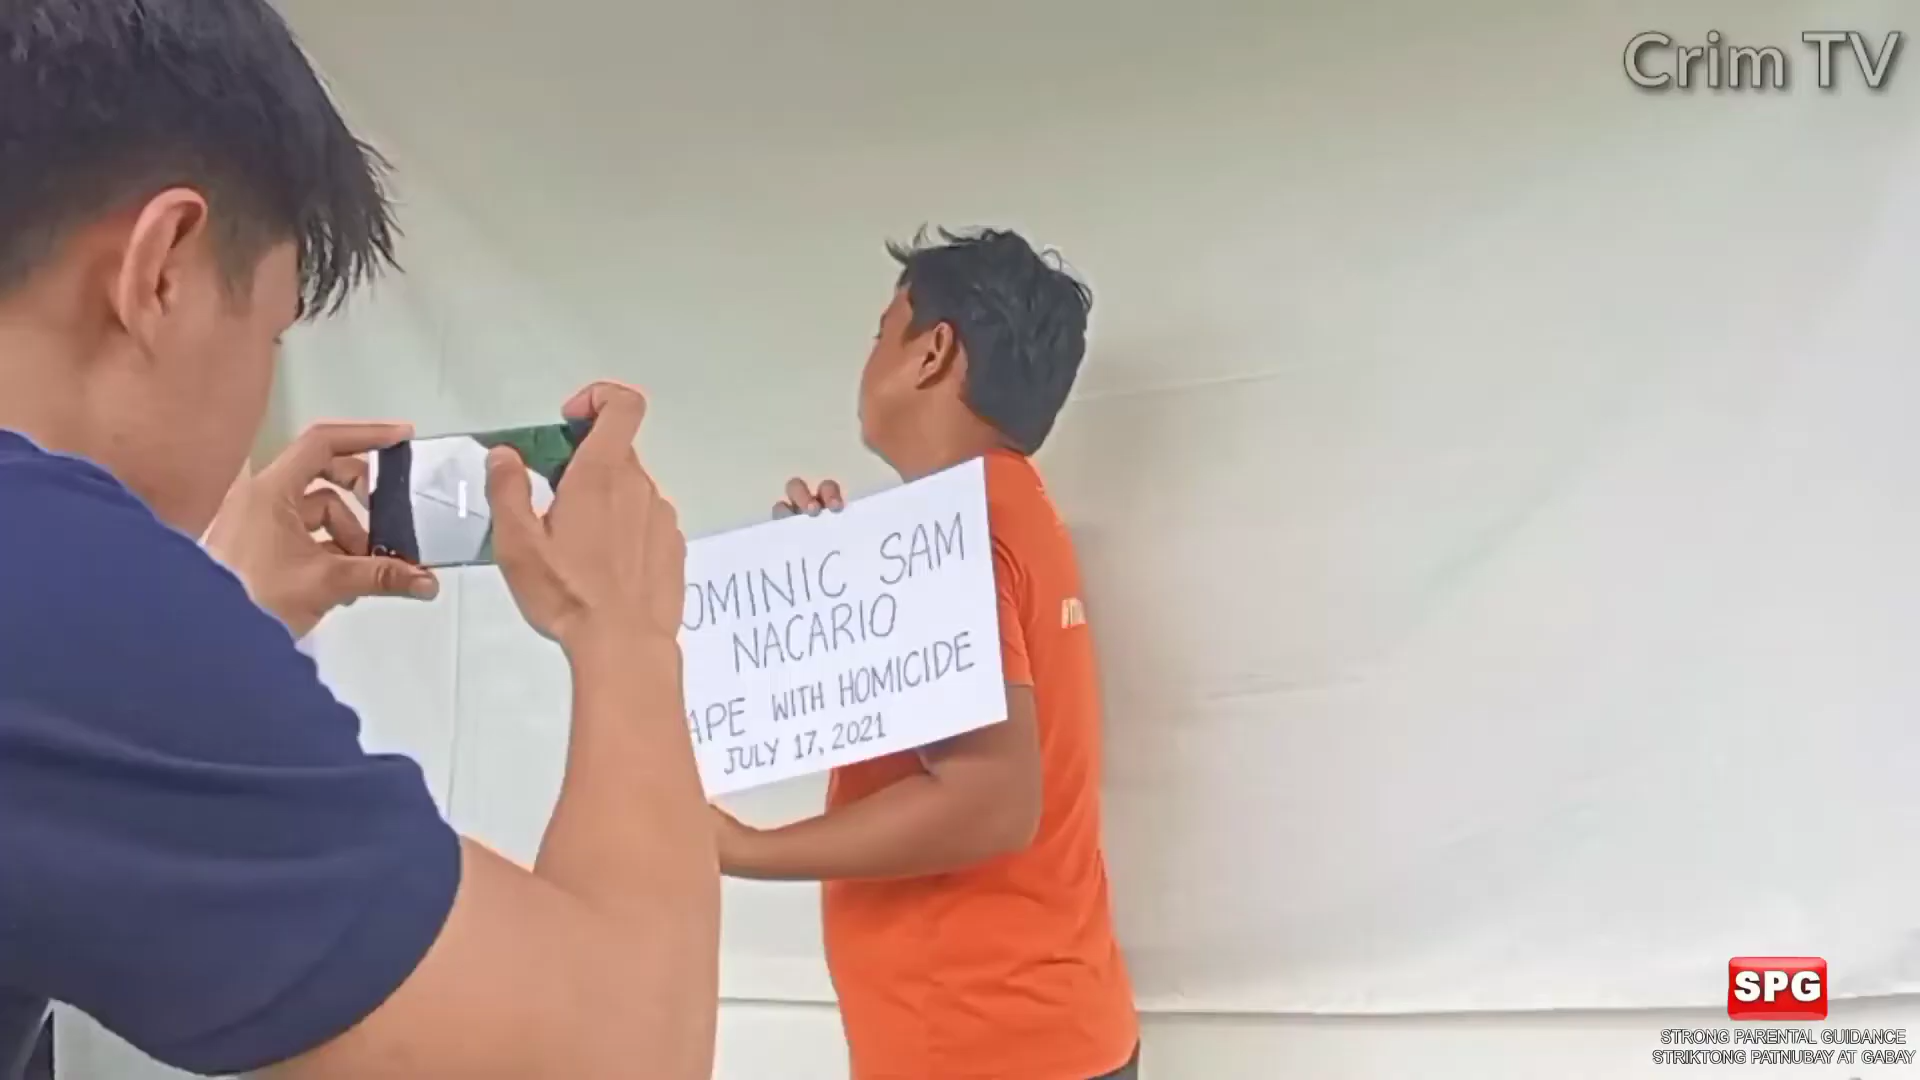 Crim TV
OMINIC SAM
NACARIO
APE WITH HOMICIDE
JULY 17, 2021
SPG
STRONG PARENTAL GUIDANCE
STRIKTONG PATNUBAY AT GABAY